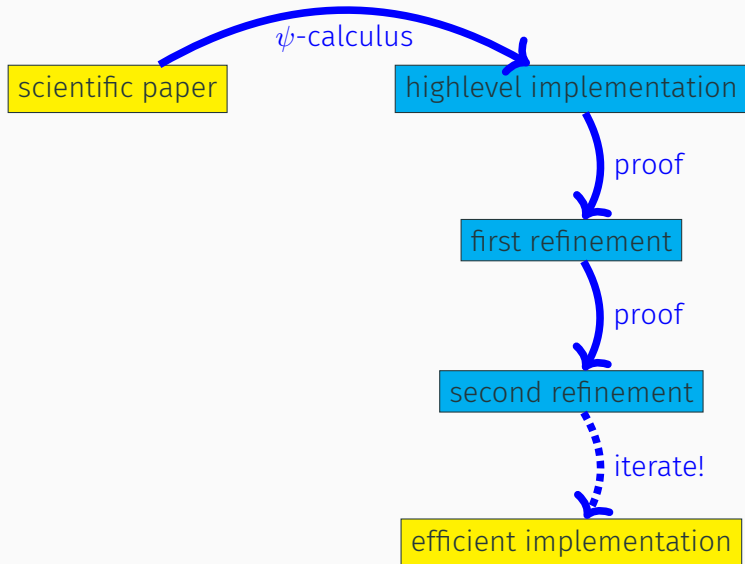 ψ-calculus
scientific paper
highlevel implementation
proof
first refinement
proof
second refinement
iterate!
efficient implementation